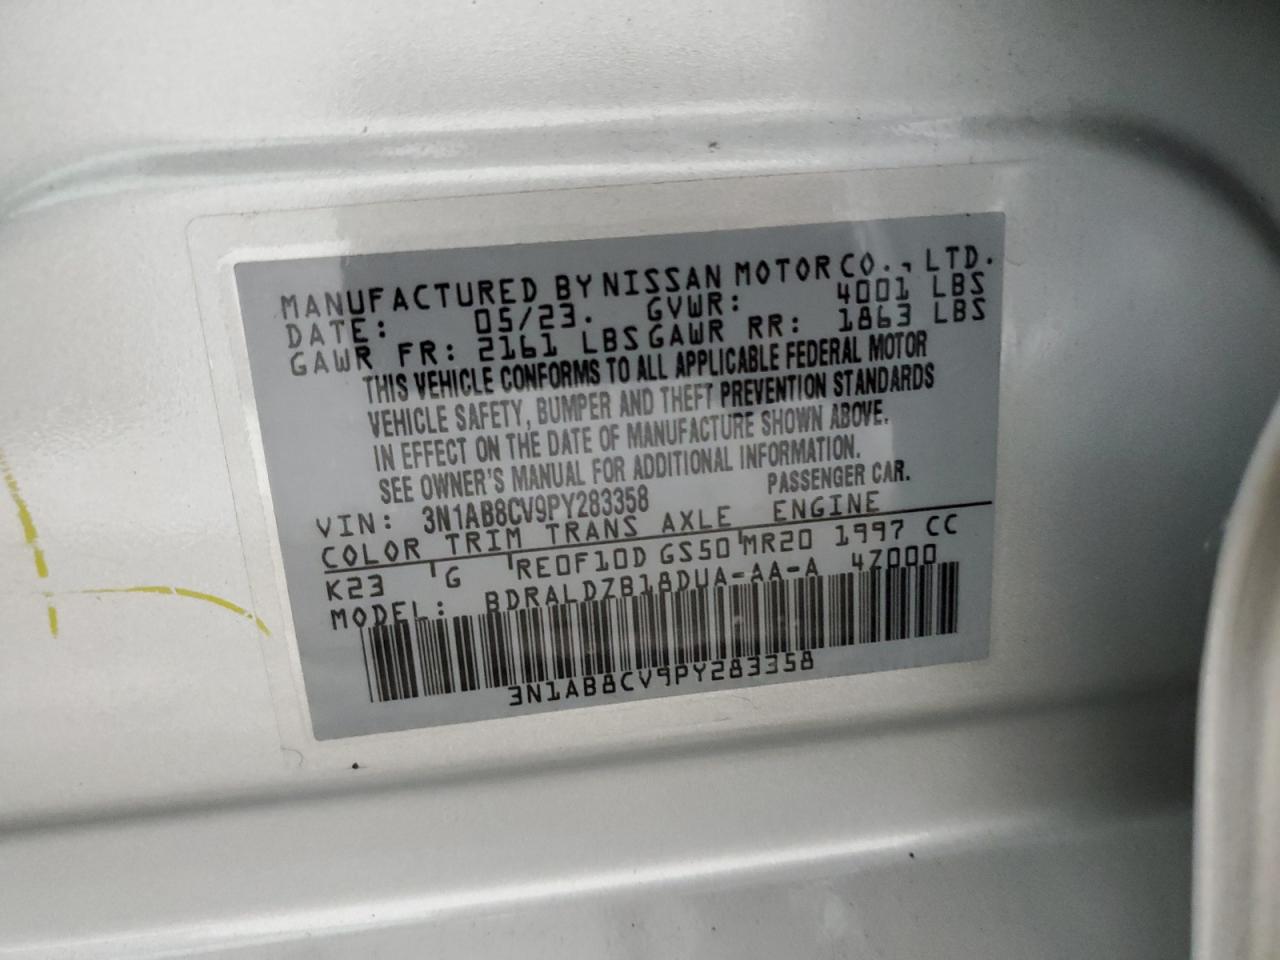 MANUFACTURED BY NISSAN MOTOR CO., LTD.
DATE: 05/23. GVWR: 4001 LBS
GAWR FR: 2161 LBS GAWR RR: 1863 LBS
THIS VEHICLE CONFORMS TO ALL APPLICABLE FEDERAL MOTOR
VEHICLE SAFETY, BUMPER AND THEFT PREVENTION STANDARDS
IN EFFECT ON THE DATE OF MANUFACTURE SHOWN ABOVE.
SEE OWNER'S MANUAL FOR ADDITIONAL INFORMATION.
VIN: 3N1AB8CV9PY283358 PASSENGER CAR.
COLOR TRIM TRANS AXLE ENGINE
K23 G RE0F10D GS50 MR20 1997 CC
MODEL: BDRALDZB18DUA-AA-A 4Z000
3N1AB8CV9PY283358